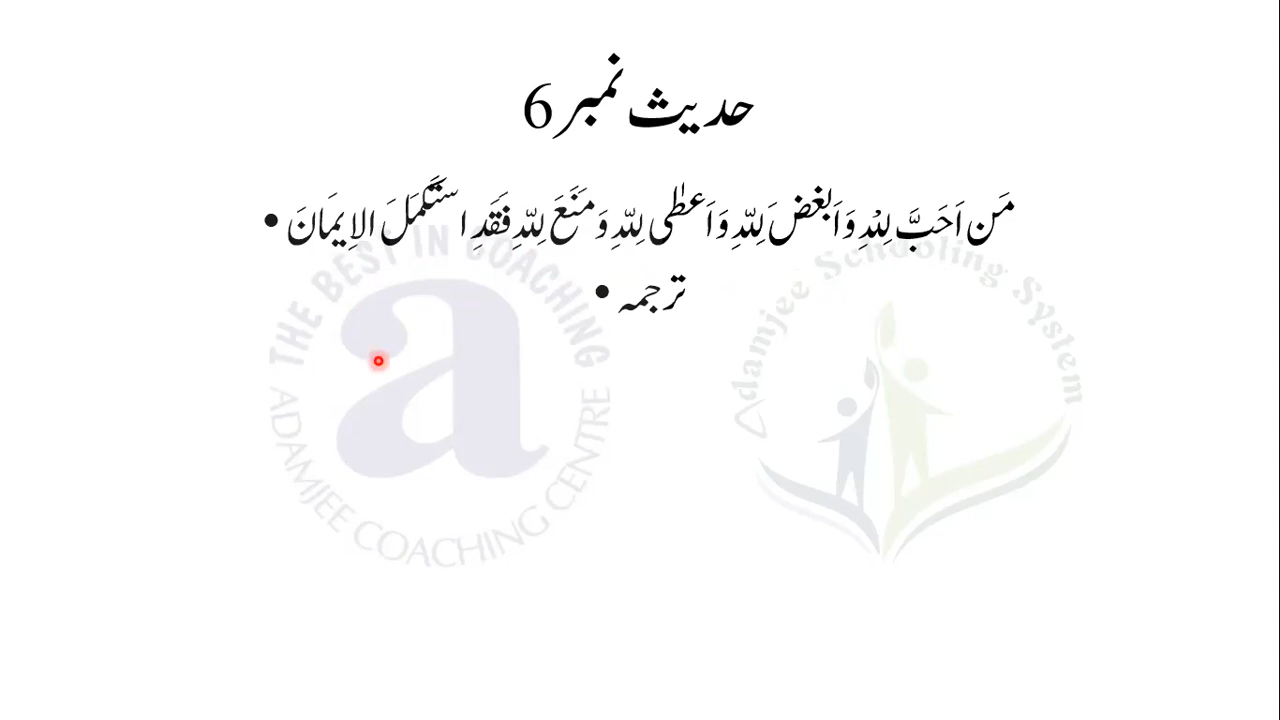 حدیث نمبر 6
مَن اَحَبَّ لِلّٰهِ وَاَبغَضَ لِلّٰهِ وَاَعطٰی لِلّٰهِ وَمَنَعَ لِلّٰهِ فَقَدِ استَکمَلَ الاِیمَانَ •
ترجمہ •
THE BEST IN COACHING
ADAMJEE COACHING CENTRE
Adamjee Schooling System
a